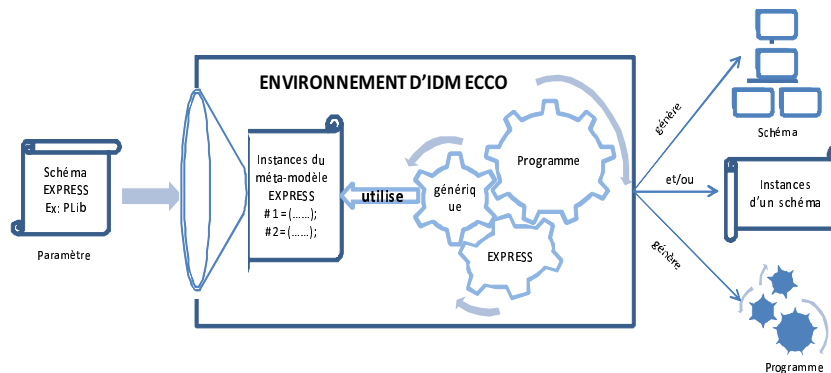 ENVIRONNEMENT D'IDM ECCO
Schéma
EXPRESS
Ex: PLib
Paramètre
Instances du
méta-modèle
EXPRESS
#1=(……);
#2=(……);
utilise
génériq
ue
Programme
EXPRESS
génère
et/ou
génère
Schéma
Instances
d'un schéma
Programme